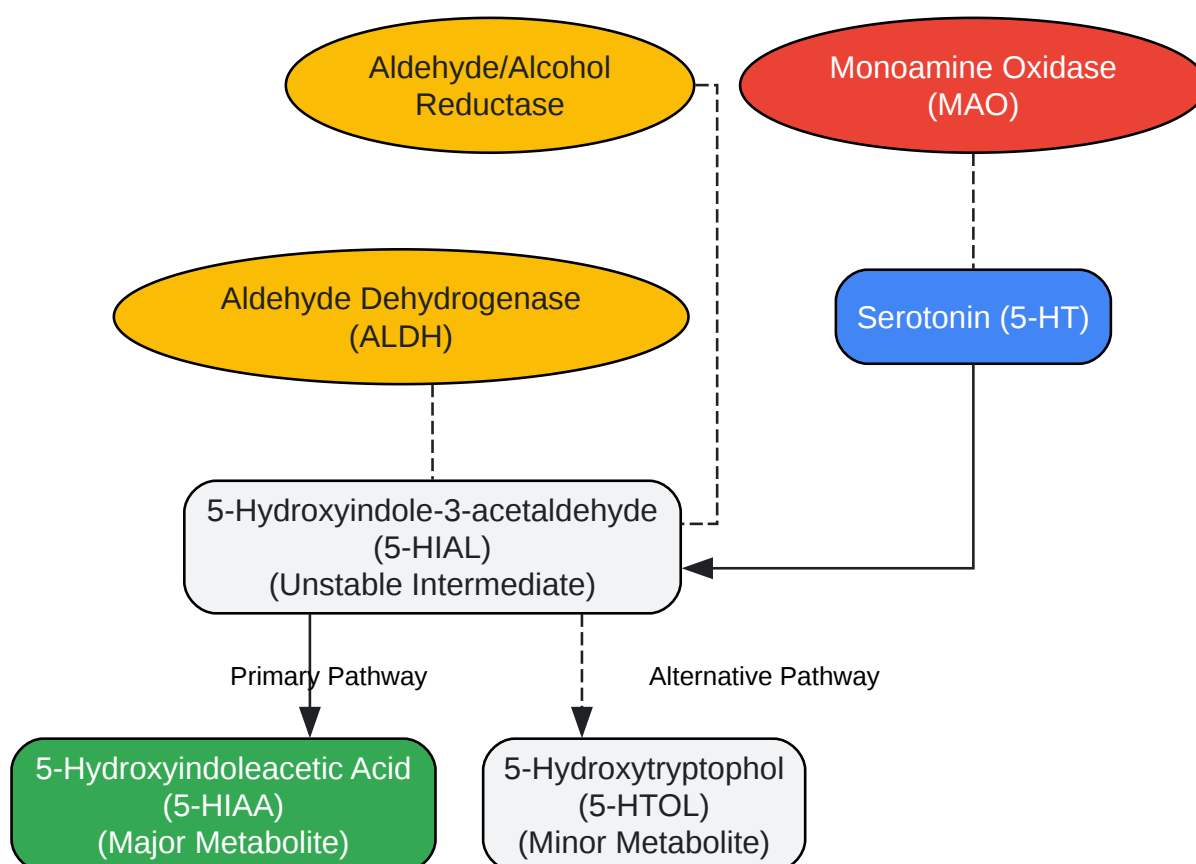 Aldehyde/Alcohol
Reductase
Monoamine Oxidase
(MAO)
Aldehyde Dehydrogenase
(ALDH)
Serotonin (5-HT)
5-Hydroxyindole-3-acetaldehyde
(5-HIAL)
(Unstable Intermediate)
Primary Pathway
Alternative Pathway
5-Hydroxyindoleacetic Acid
(5-HIAA)
(Major Metabolite)
5-Hydroxytryptophol
(5-HTOL)
(Minor Metabolite)